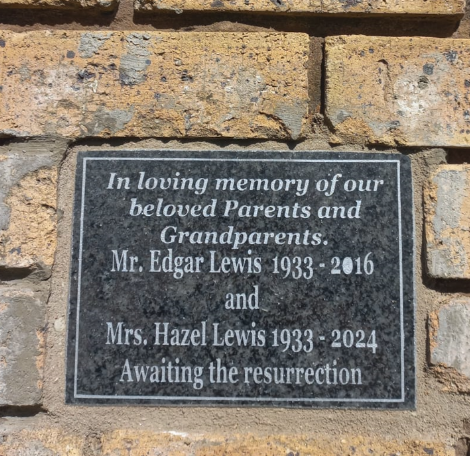 In loving memory of our
beloved Parents and
Grandparents.
Mr. Edgar Lewis 1933 - 2016
and
Mrs. Hazel Lewis 1933 - 2024
Awaiting the resurrection